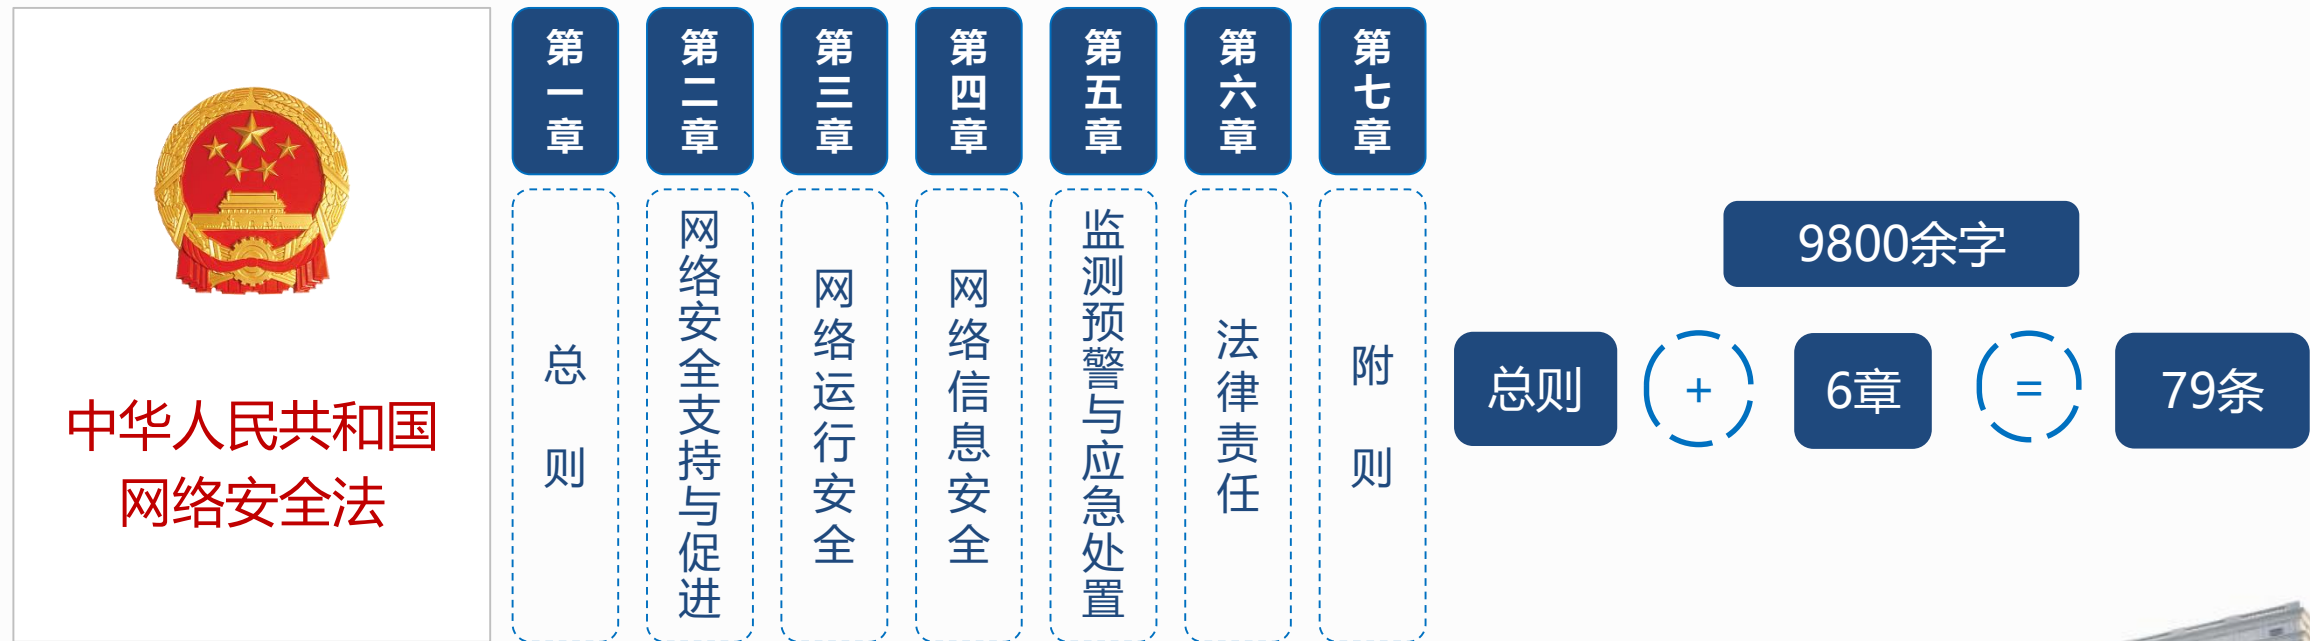 中华人民共和国
网络安全法
第一章
总则
第二章
网络安全支持与促进
第三章
网络运行安全
第四章
网络信息安全
第五章
监测预警与应急处置
第六章
法律责任
第七章
附则
9800余字
总则 + 6章 = 79条